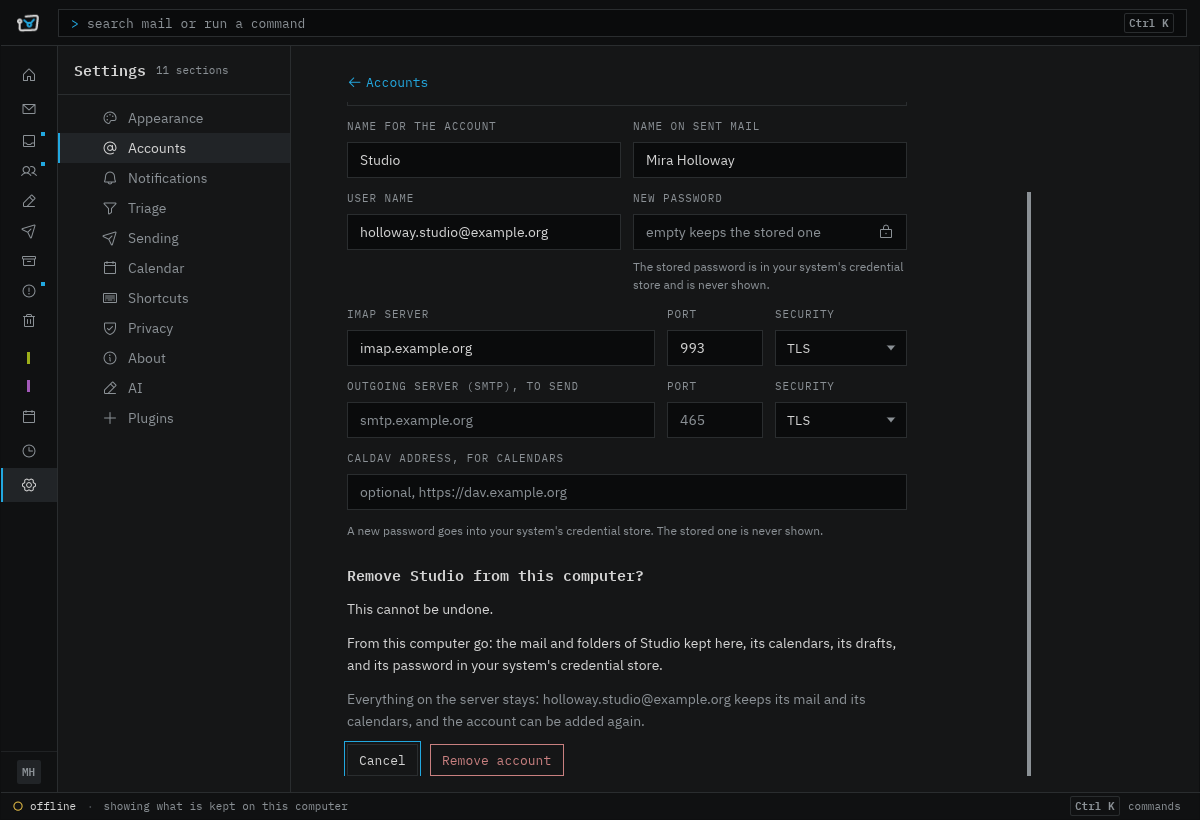 > search mail or run a command
Ctrl K
Settings 11 sections
Appearance
Accounts
Notifications
Triage
Sending
Calendar
Shortcuts
Privacy
About
AI
Plugins
MH
← Accounts
NAME FOR THE ACCOUNT
NAME ON SENT MAIL
Studio
Mira Holloway
USER NAME
NEW PASSWORD
holloway.studio@example.org
empty keeps the stored one
The stored password is in your system's credential
store and is never shown.
IMAP SERVER
PORT
SECURITY
imap.example.org
993
TLS
OUTGOING SERVER (SMTP), TO SEND
PORT
SECURITY
smtp.example.org
465
TLS
CALDAV ADDRESS, FOR CALENDARS
optional, https://dav.example.org
A new password goes into your system's credential store. The stored one is never shown.
Remove Studio from this computer?
This cannot be undone.
From this computer go: the mail and folders of Studio kept here, its calendars, its drafts,
and its password in your system's credential store.
Everything on the server stays: holloway.studio@example.org keeps its mail and its
calendars, and the account can be added again.
Cancel
Remove account
offline · showing what is kept on this computer
Ctrl K commands